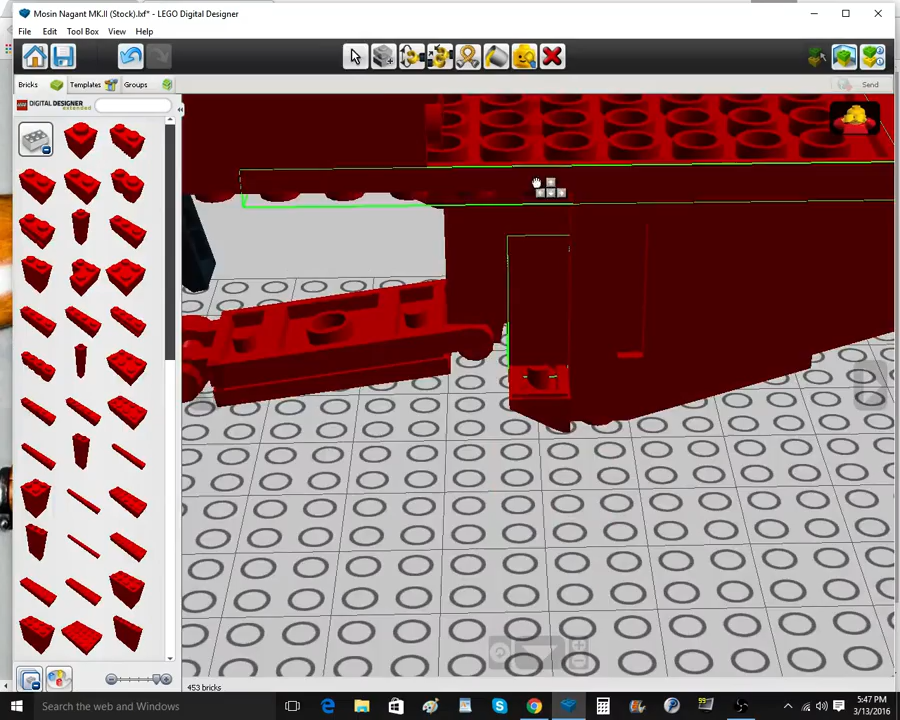 Mosin Nagant MK.II (Stock).lxf* - LEGO Digital Designer
File Edit Tool Box View Help
Bricks Templates Groups Send
LEGO DIGITAL DESIGNER
extended
453 bricks
Search the web and Windows
5:47 PM
3/13/2016